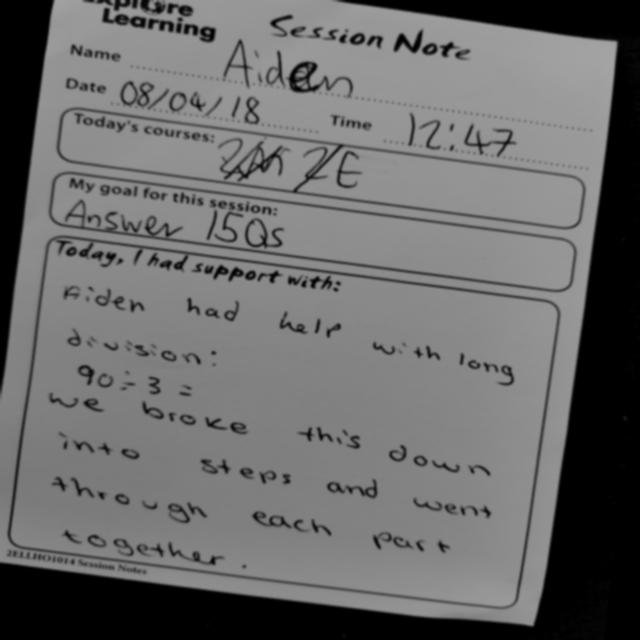 Explore
Learning
Session Note
Name Aiden
Date 08/04/18 Time 12:47
Today's courses: ZE
My goal for this session:
Answer 15Qs
Today, I had support with:
Aiden had help with long
division:
90÷3=
we broke this down
into steps and went
through each part
together.
2ELLHO1014 Session Notes